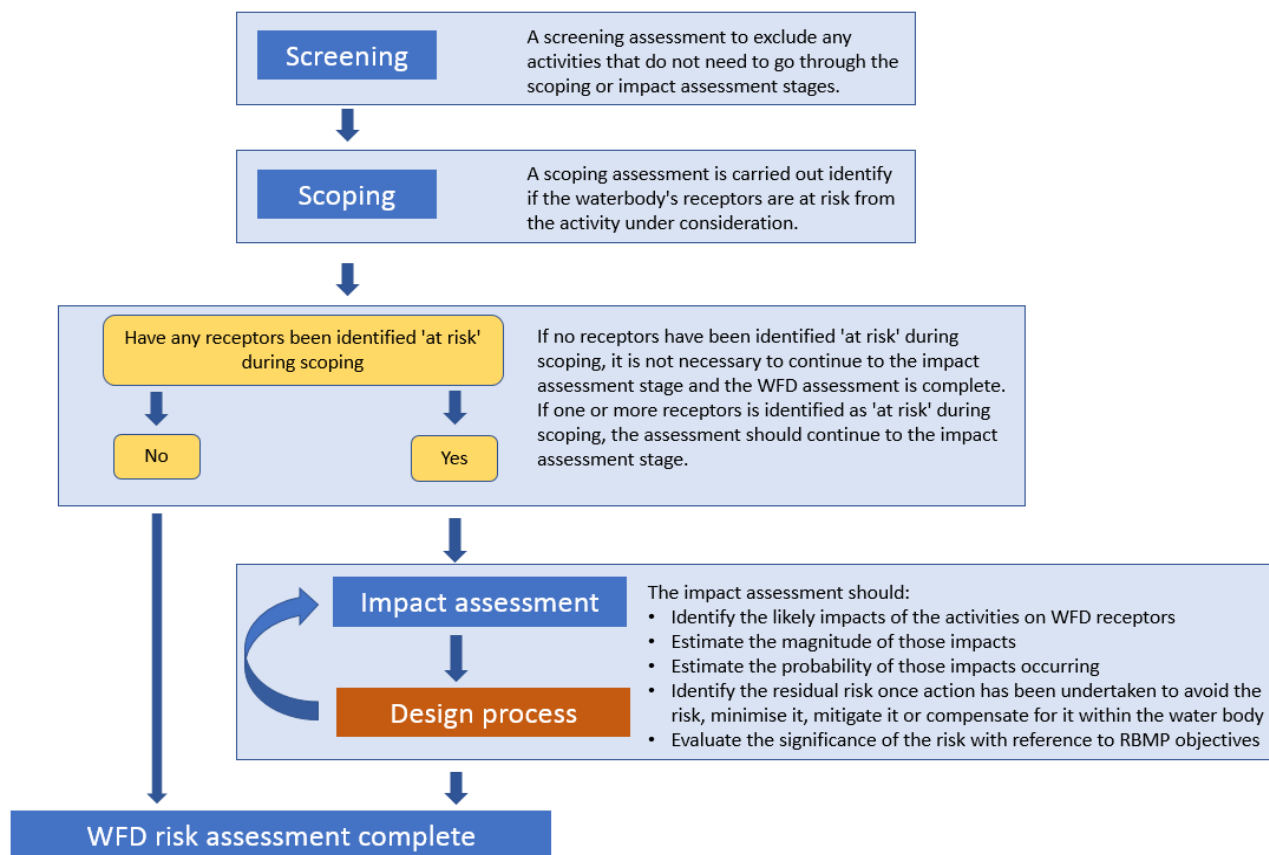 Screening
A screening assessment to exclude any
activities that do not need to go through the
scoping or impact assessment stages.
Scoping
A scoping assessment is carried out identify
if the waterbody's receptors are at risk from
the activity under consideration.
Have any receptors been identified 'at risk'
during scoping
No
Yes
If no receptors have been identified 'at risk' during
scoping, it is not necessary to continue to the impact
assessment stage and the WFD assessment is complete.
If one or more receptors is identified as 'at risk' during
scoping, the assessment should continue to the impact
assessment stage.
Impact assessment
Design process
The impact assessment should:
• Identify the likely impacts of the activities on WFD receptors
• Estimate the magnitude of those impacts
• Estimate the probability of those impacts occurring
• Identify the residual risk once action has been undertaken to avoid the
risk, minimise it, mitigate it or compensate for it within the water body
• Evaluate the significance of the risk with reference to RBMP objectives
WFD risk assessment complete